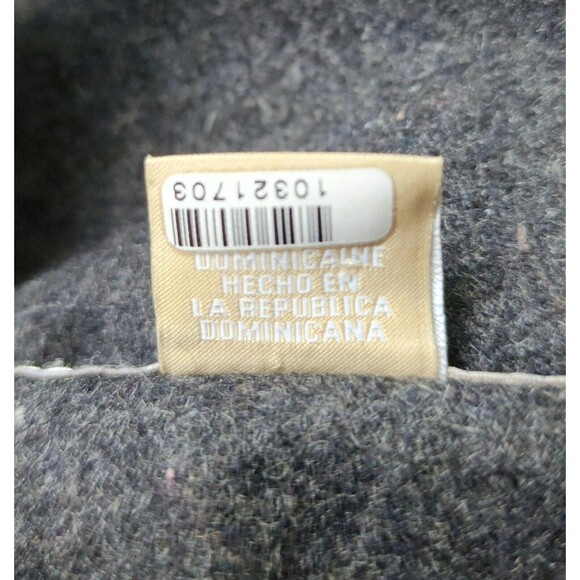 10321703
DOMINICAINE
HECHO EN
LA REPUBLICA
DOMINICANA